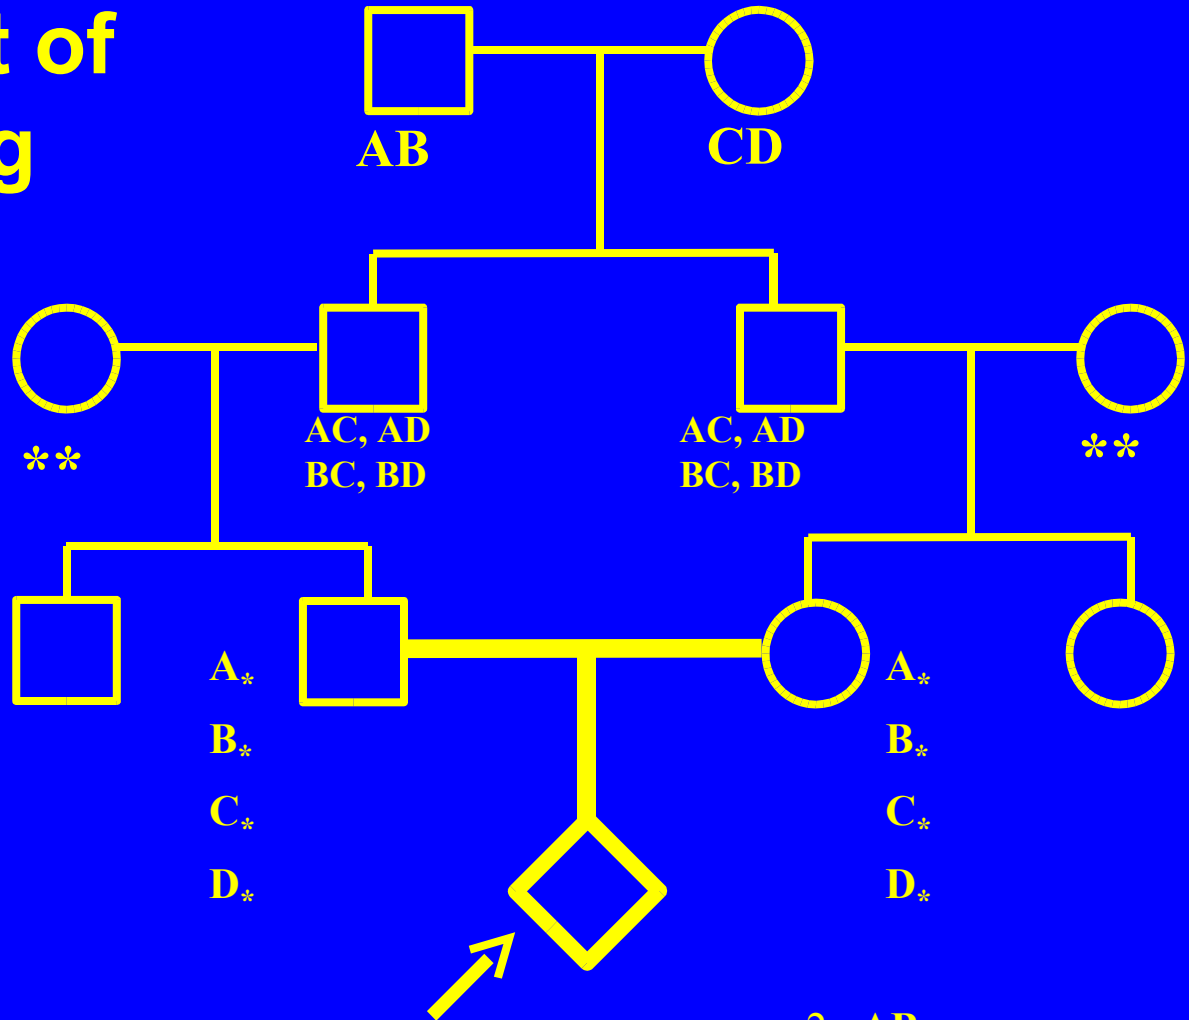 t of
g
AB CD
** AC, AD AC, AD **
BC, BD BC, BD
A* A*
B* B*
C* C*
D* D*